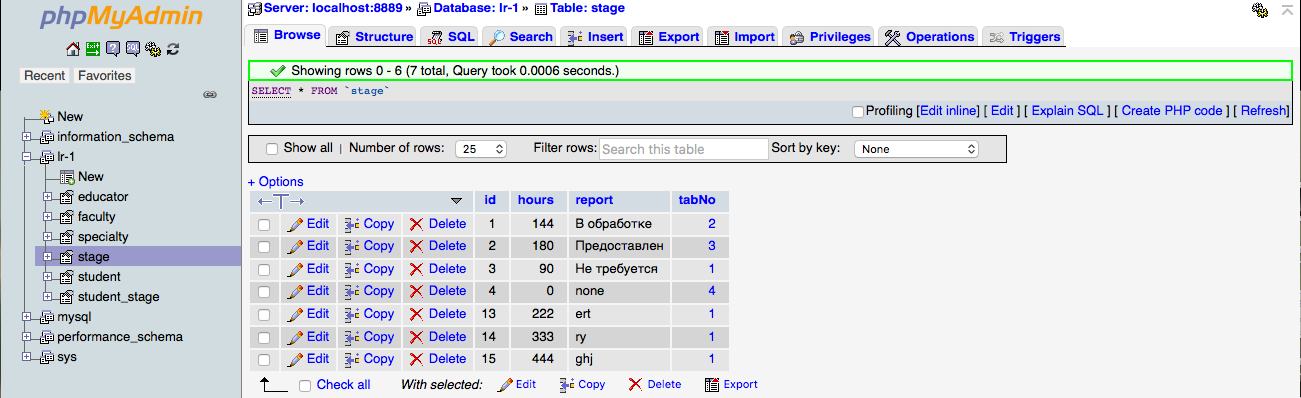 phpMyAdmin
Server: localhost:8889 » Database: lr-1 » Table: stage
Browse Structure SQL Search Insert Export Import Privileges Operations Triggers
Recent Favorites
Showing rows 0 - 6 (7 total, Query took 0.0006 seconds.)
SELECT * FROM `stage`
Profiling [Edit inline] [ Edit ] [ Explain SQL ] [ Create PHP code ] [ Refresh]
New
information_schema
lr-1
New
educator
faculty
specialty
stage
student
student_stage
mysql
performance_schema
sys
Show all | Number of rows: 25 Filter rows: Search this table Sort by key: None
+ Options
←T→ id hours report tabNo
Edit Copy Delete 1 144 В обработке 2
Edit Copy Delete 2 180 Предоставлен 3
Edit Copy Delete 3 90 Не требуется 1
Edit Copy Delete 4 0 none 4
Edit Copy Delete 13 222 ert 1
Edit Copy Delete 14 333 ry 1
Edit Copy Delete 15 444 ghj 1
Check all With selected: Edit Copy Delete Export